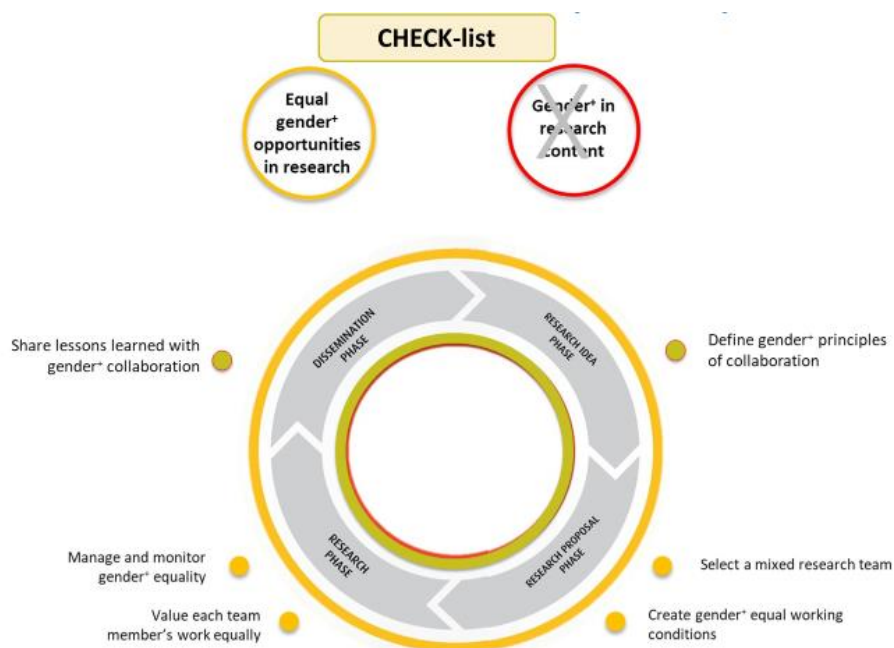 CHECK-list
Equal
gender⁺
opportunities
in research
Gender⁺ in
research
content
DISSEMINATION
PHASE
RESEARCH IDEA
PHASE
Share lessons learned with
gender⁺ collaboration
Define gender⁺ principles
of collaboration
RESEARCH PHASE
RESEARCH PROPOSAL
PHASE
Manage and monitor
gender⁺ equality
Select a mixed research team
Value each team
member's work equally
Create gender⁺ equal working
conditions